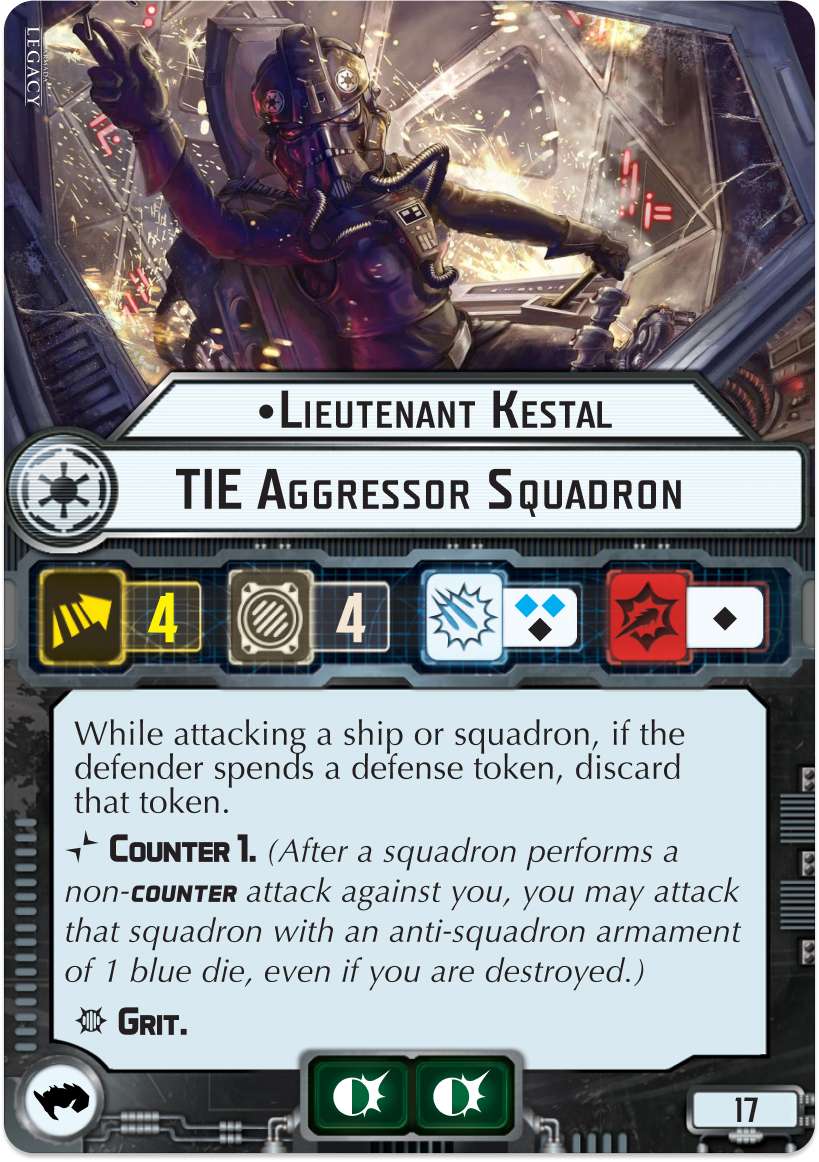 ARMADA
LEGACY
•Lieutenant Kestal
TIE Aggressor Squadron
4 4
While attacking a ship or squadron, if the
defender spends a defense token, discard
that token.
Counter 1. (After a squadron performs a
non-counter attack against you, you may attack
that squadron with an anti-squadron armament
of 1 blue die, even if you are destroyed.)
Grit.
17